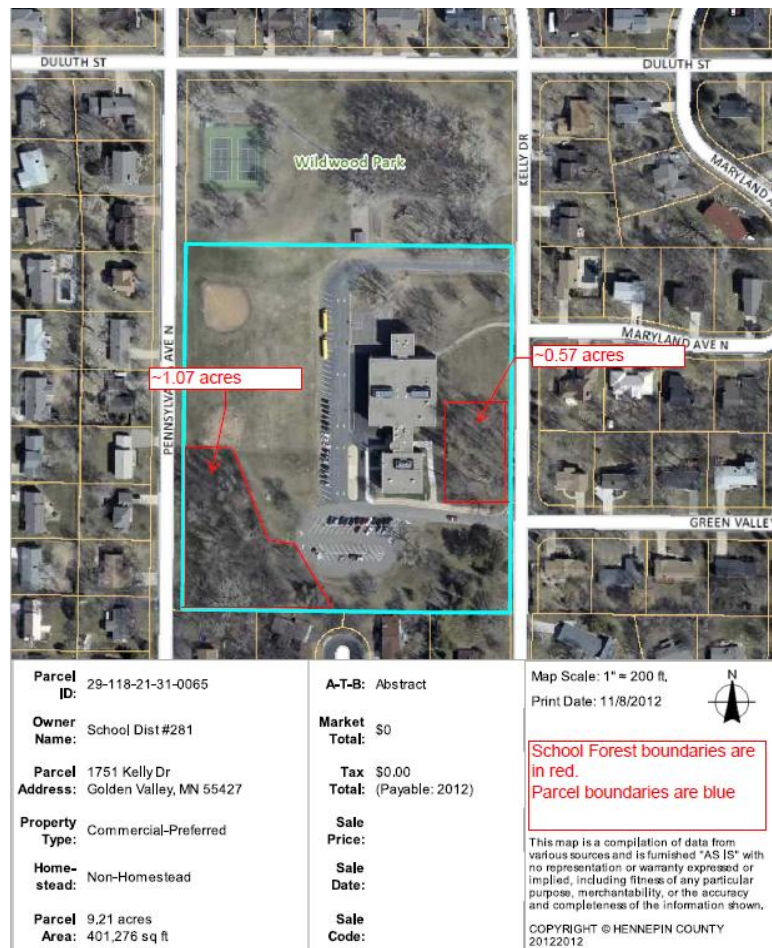 DULUTH ST
DULUTH ST
Wildwood Park
KELLY DR
MARYLAND A
PENNSYLVA
AVE N
MARYLAND AVE N
~1.07 acres
~0.57 acres
GREEN VALLEY
Parcel ID: 29-118-21-31-0065
Owner Name: School Dist #281
Parcel Address: 1751 Kelly Dr
Golden Valley, MN 55427
Property Type: Commercial-Preferred
Home-stead: Non-Homestead
Parcel Area: 9.21 acres
401,276 sq ft
A-T-B: Abstract
Market Total: $0
Tax Total: $0.00
(Payable: 2012)
Sale Price:
Sale Date:
Sale Code:
Map Scale: 1" ≈ 200 ft.
Print Date: 11/8/2012
N
School Forest boundaries are
in red.
Parcel boundaries are blue
This map is a compilation of data from
various sources and is furnished "AS IS" with
no representation or warranty expressed or
implied, including fitness of any particular
purpose, merchantability, or the accuracy
and completeness of the information shown.
COPYRIGHT © HENNEPIN COUNTY
20122012